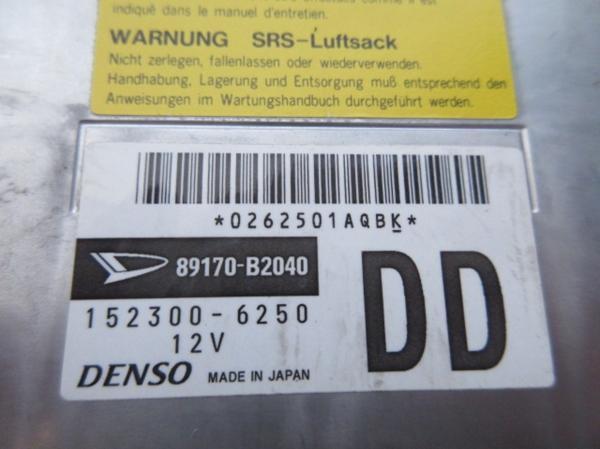 indiqué dans le manuel d'entretien.
WARNUNG SRS-Luftsack
Nicht zerlegen, fallenlassen oder wiederverwenden.
Handhabung, Lagerung und Entsorgung muß entsprechend den
Anweisungen im Wartungshandbuch durchgeführt werden.
*0262501AQBK*
89170-B2040
DD
152300-6250
12V
DENSO MADE IN JAPAN